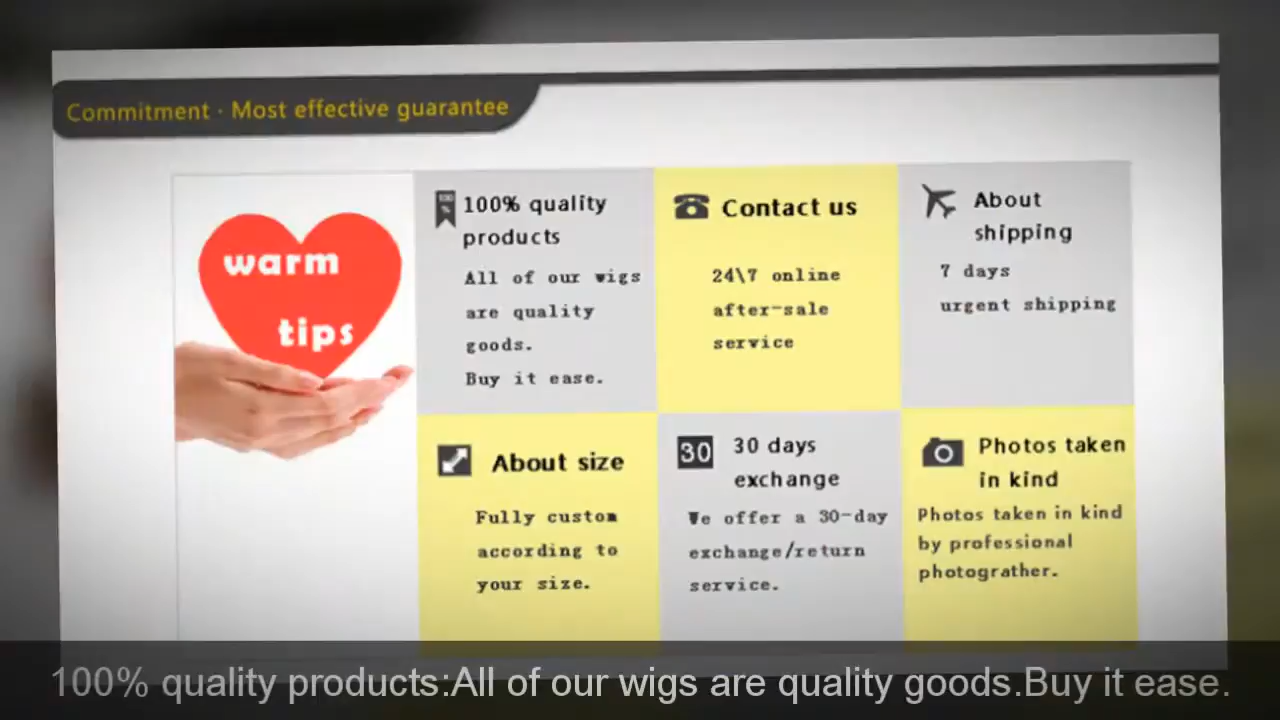 Commitment · Most effective guarantee
warm
tips
100% quality
products
All of our wigs
are quality
goods.
Buy it ease.
Contact us
24\7 online
after-sale
service
About
shipping
7 days
urgent shipping
About size
Fully custom
according to
your size.
30
30 days
exchange
We offer a 30-day
exchange/return
service.
Photos taken
in kind
Photos taken in kind
by professional
photograther.
100% quality products:All of our wigs are quality goods.Buy it ease.